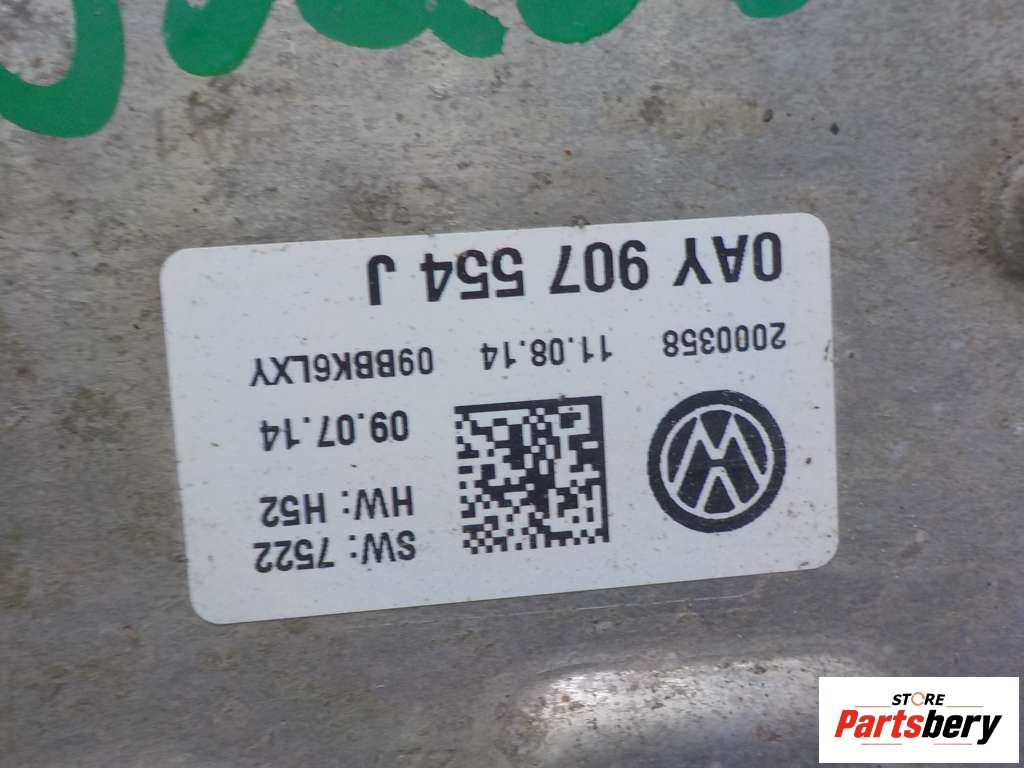 SW: 7522
HW: H52
09.07.14
2000358 11.08.14 09BBK6LXY
0AY 907 554 J
STORE
Partsbery